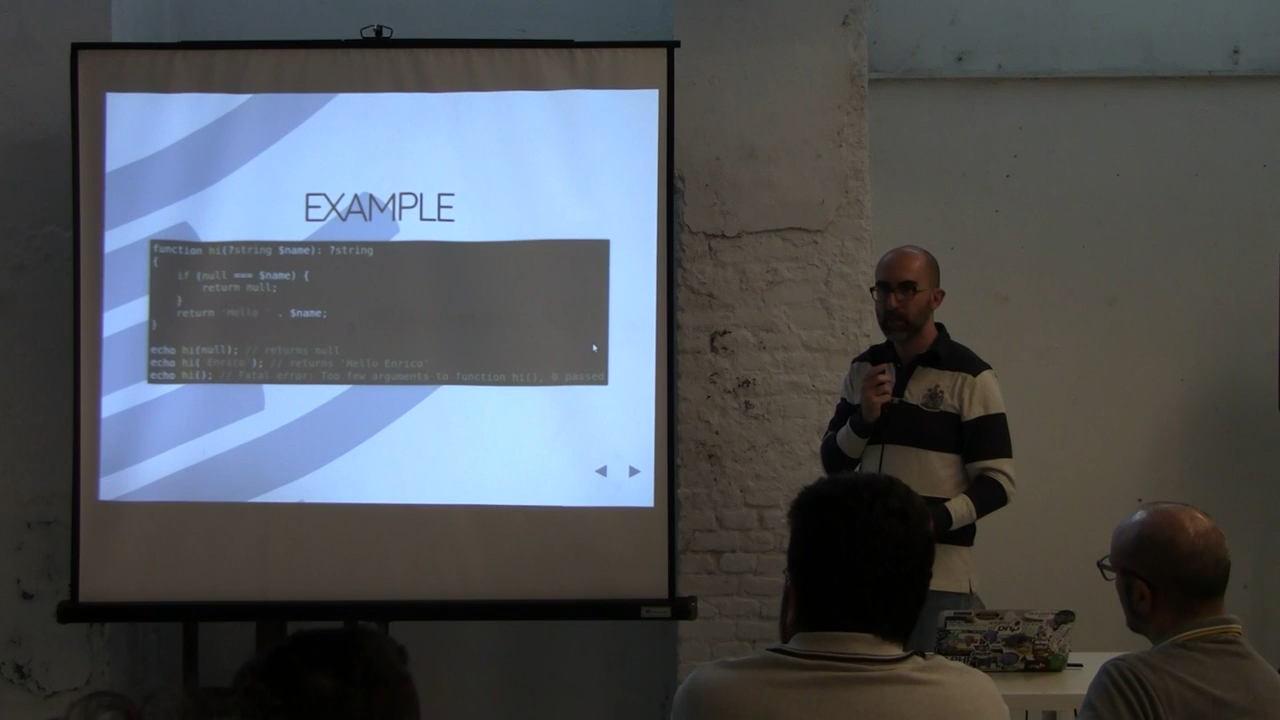 EXAMPLE
function hi(?string $name): ?string
{
    if (null === $name) {
        return null;
    }
    return 'Hello ' . $name;
}
echo hi(null); // returns null
echo hi('Enrico'); // returns 'Hello Enrico'
echo hi(); // Fatal error: Too few arguments to function hi(), 0 passed